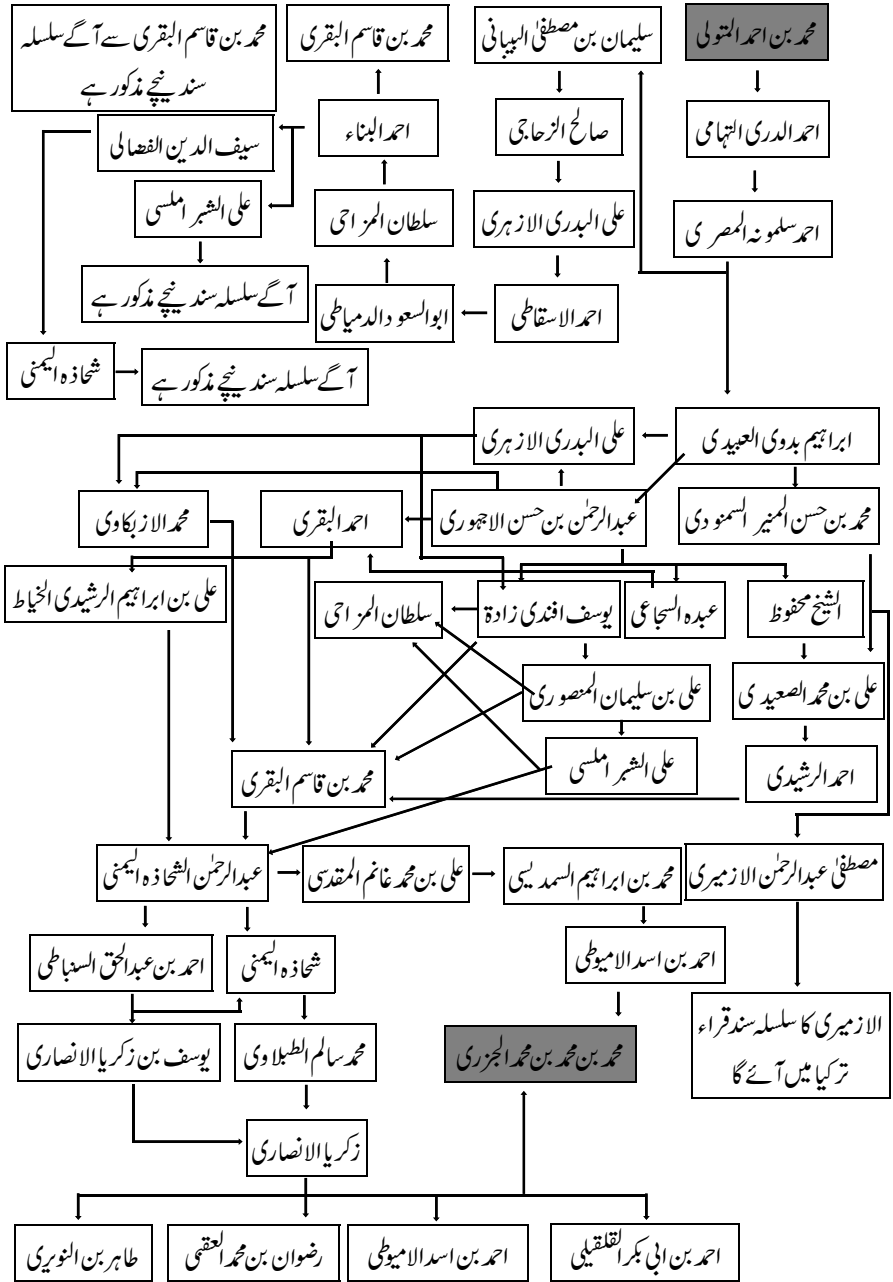 محمد بن احمد المتولی
سلیمان بن مصطفیٰ البیبانی
محمد بن قاسم البقری
محمد بن قاسم البقری سے آگے سلسلہ
سند نیچے مذکور ہے
احمد الدری التہامی
صالح الزحاجی
احمد البناء
سیف الدین الفضالی
احمد سلمونہ المصری
علی البدری الازہری
سلطان المزاحی
علی الشبراملسی
احمد الاسقاطی
ابوالسعود الدمیاطی
آگے سلسلہ سند نیچے مذکور ہے
آگے سلسلہ سند نیچے مذکور ہے
شحاذہ الیمنی
ابراہیم بدوی العبیدی
علی البدری الازہری
محمد بن حسن المنیر السمنودی
عبدالرحمٰن بن حسن الاجہوری
احمد البقری
محمد الازبکاوی
الشیخ محفوظ
عبدہ السجاعی
یوسف افندی زادۃ
سلطان المزاحی
علی بن ابراہیم الرشیدی الخیاط
علی بن محمد الصعیدی
علی بن سلیمان المنصوری
احمد الرشیدی
علی الشبراملسی
محمد بن قاسم البقری
مصطفیٰ عبدالرحمٰن الازمیری
محمد بن ابراہیم السمدیسی
علی بن محمد غانم المقدسی
عبدالرحمٰن الشحاذہ الیمنی
احمد بن اسد الامیوطی
شحاذہ الیمنی
احمد بن عبدالحق السنباطی
الازمیری کا سلسلہ سند قراء
ترکیا میں آئے گا
محمد بن محمد بن محمد الجزری
محمد سالم الطبلاوی
یوسف بن زکریا الانصاری
زکریا الانصاری
احمد بن ابی بکر القلقیلی
احمد بن اسد الامیوطی
رضوان بن محمد العقبی
طاہر بن النویری